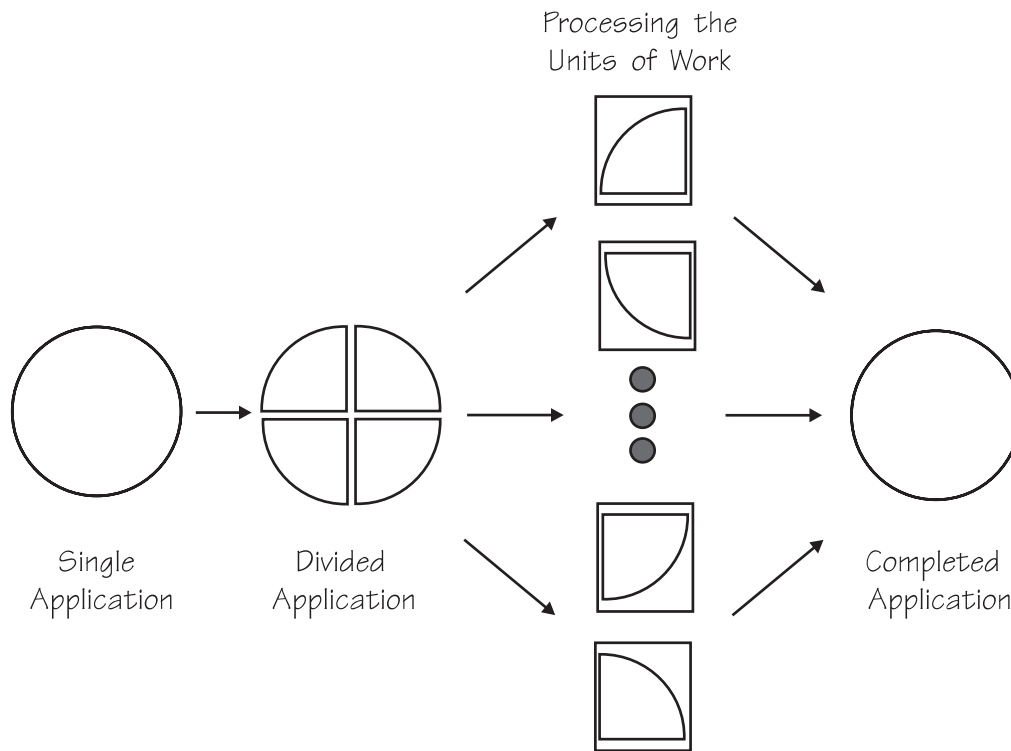 Processing the
Units of Work
Single
Application
Divided
Application
Completed
Application